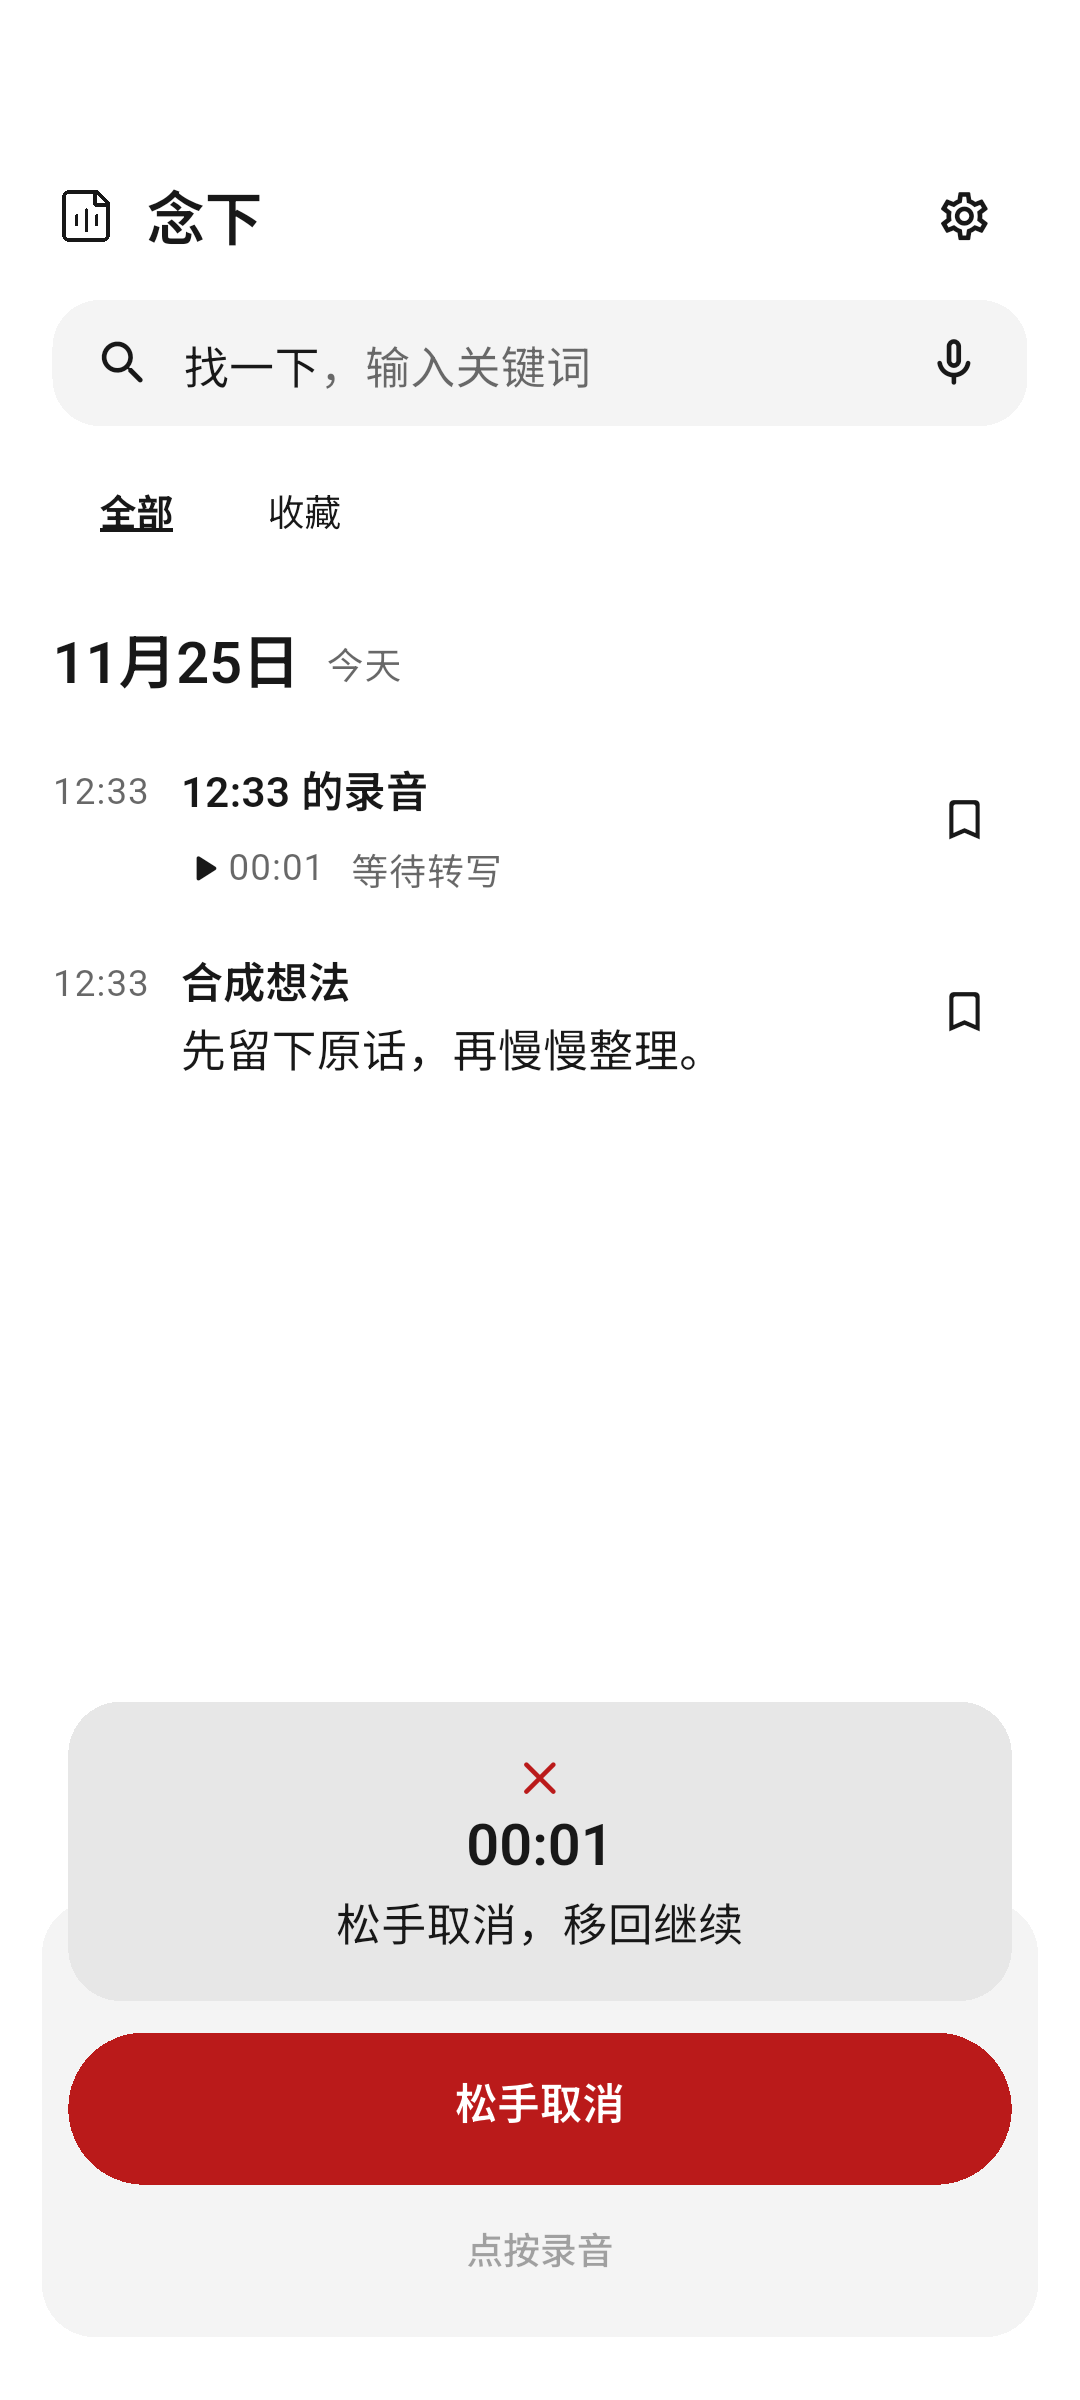 念下
找一下，输入关键词
全部 收藏
11月25日 今天
12:33 12:33 的录音
00:01 等待转写
12:33 合成想法
先留下原话，再慢慢整理。
00:01
松手取消，移回继续
松手取消
点按录音